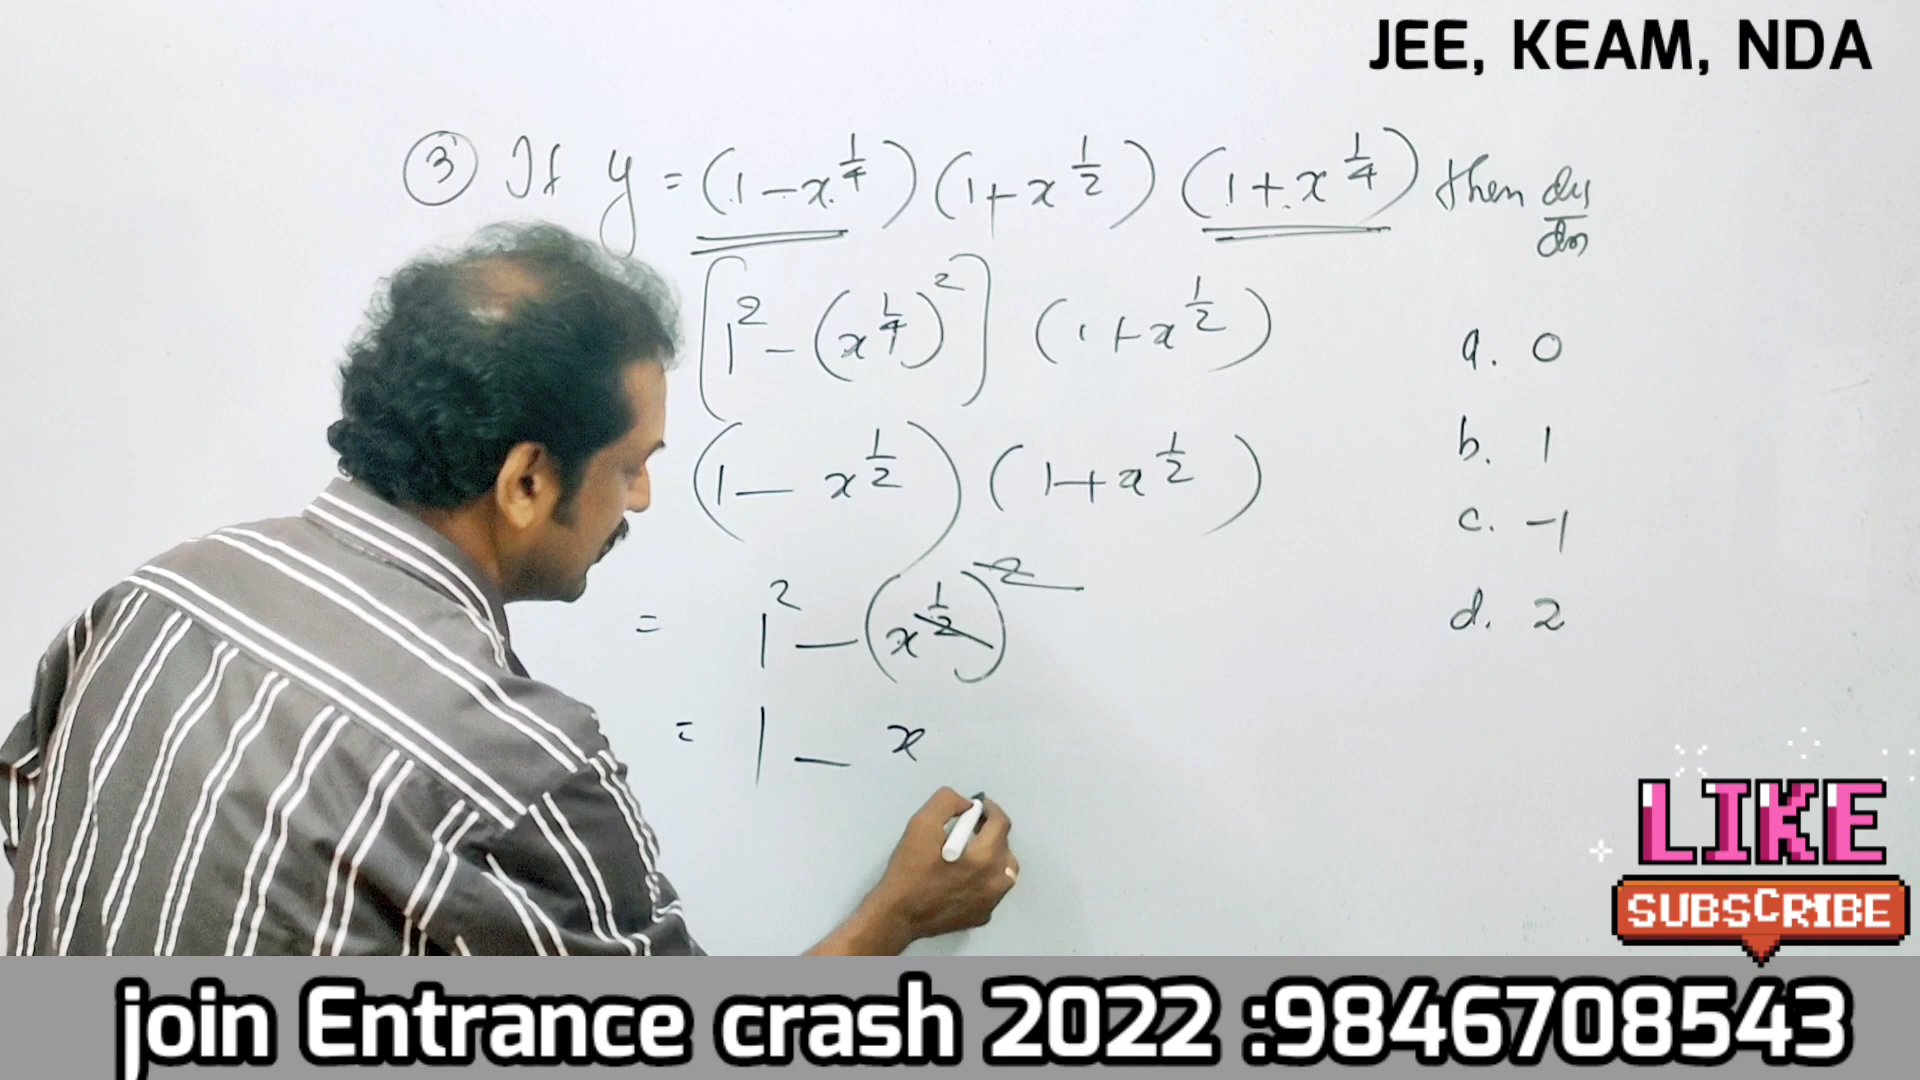 JEE, KEAM, NDA
③ If y = (1 - x^{1/4}) (1 + x^{1/2}) (1 + x^{1/4}) then dy/dx
[1² - (x^{1/4})²] (1 + x^{1/2})
a. 0
(1 - x^{1/2}) (1 + x^{1/2})
b. 1
c. -1
= 1² - (x^{1/2})²
d. 2
= 1 - x
LIKE
SUBSCRIBE
join Entrance crash 2022 :9846708543